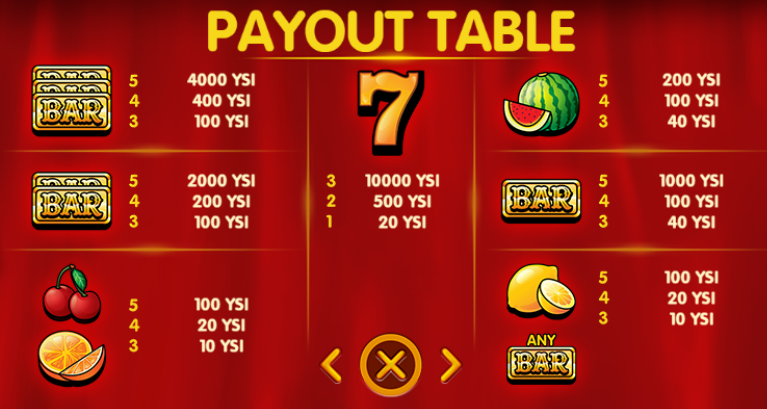 PAYOUT TABLE
BAR
5 4000 YSI
4 400 YSI
3 100 YSI
BAR
5 2000 YSI
4 200 YSI
3 100 YSI
5 100 YSI
4 20 YSI
3 10 YSI
7
3 10000 YSI
2 500 YSI
1 20 YSI
5 200 YSI
4 100 YSI
3 40 YSI
BAR
5 1000 YSI
4 100 YSI
3 40 YSI
5 100 YSI
4 20 YSI
3 10 YSI
ANY
BAR